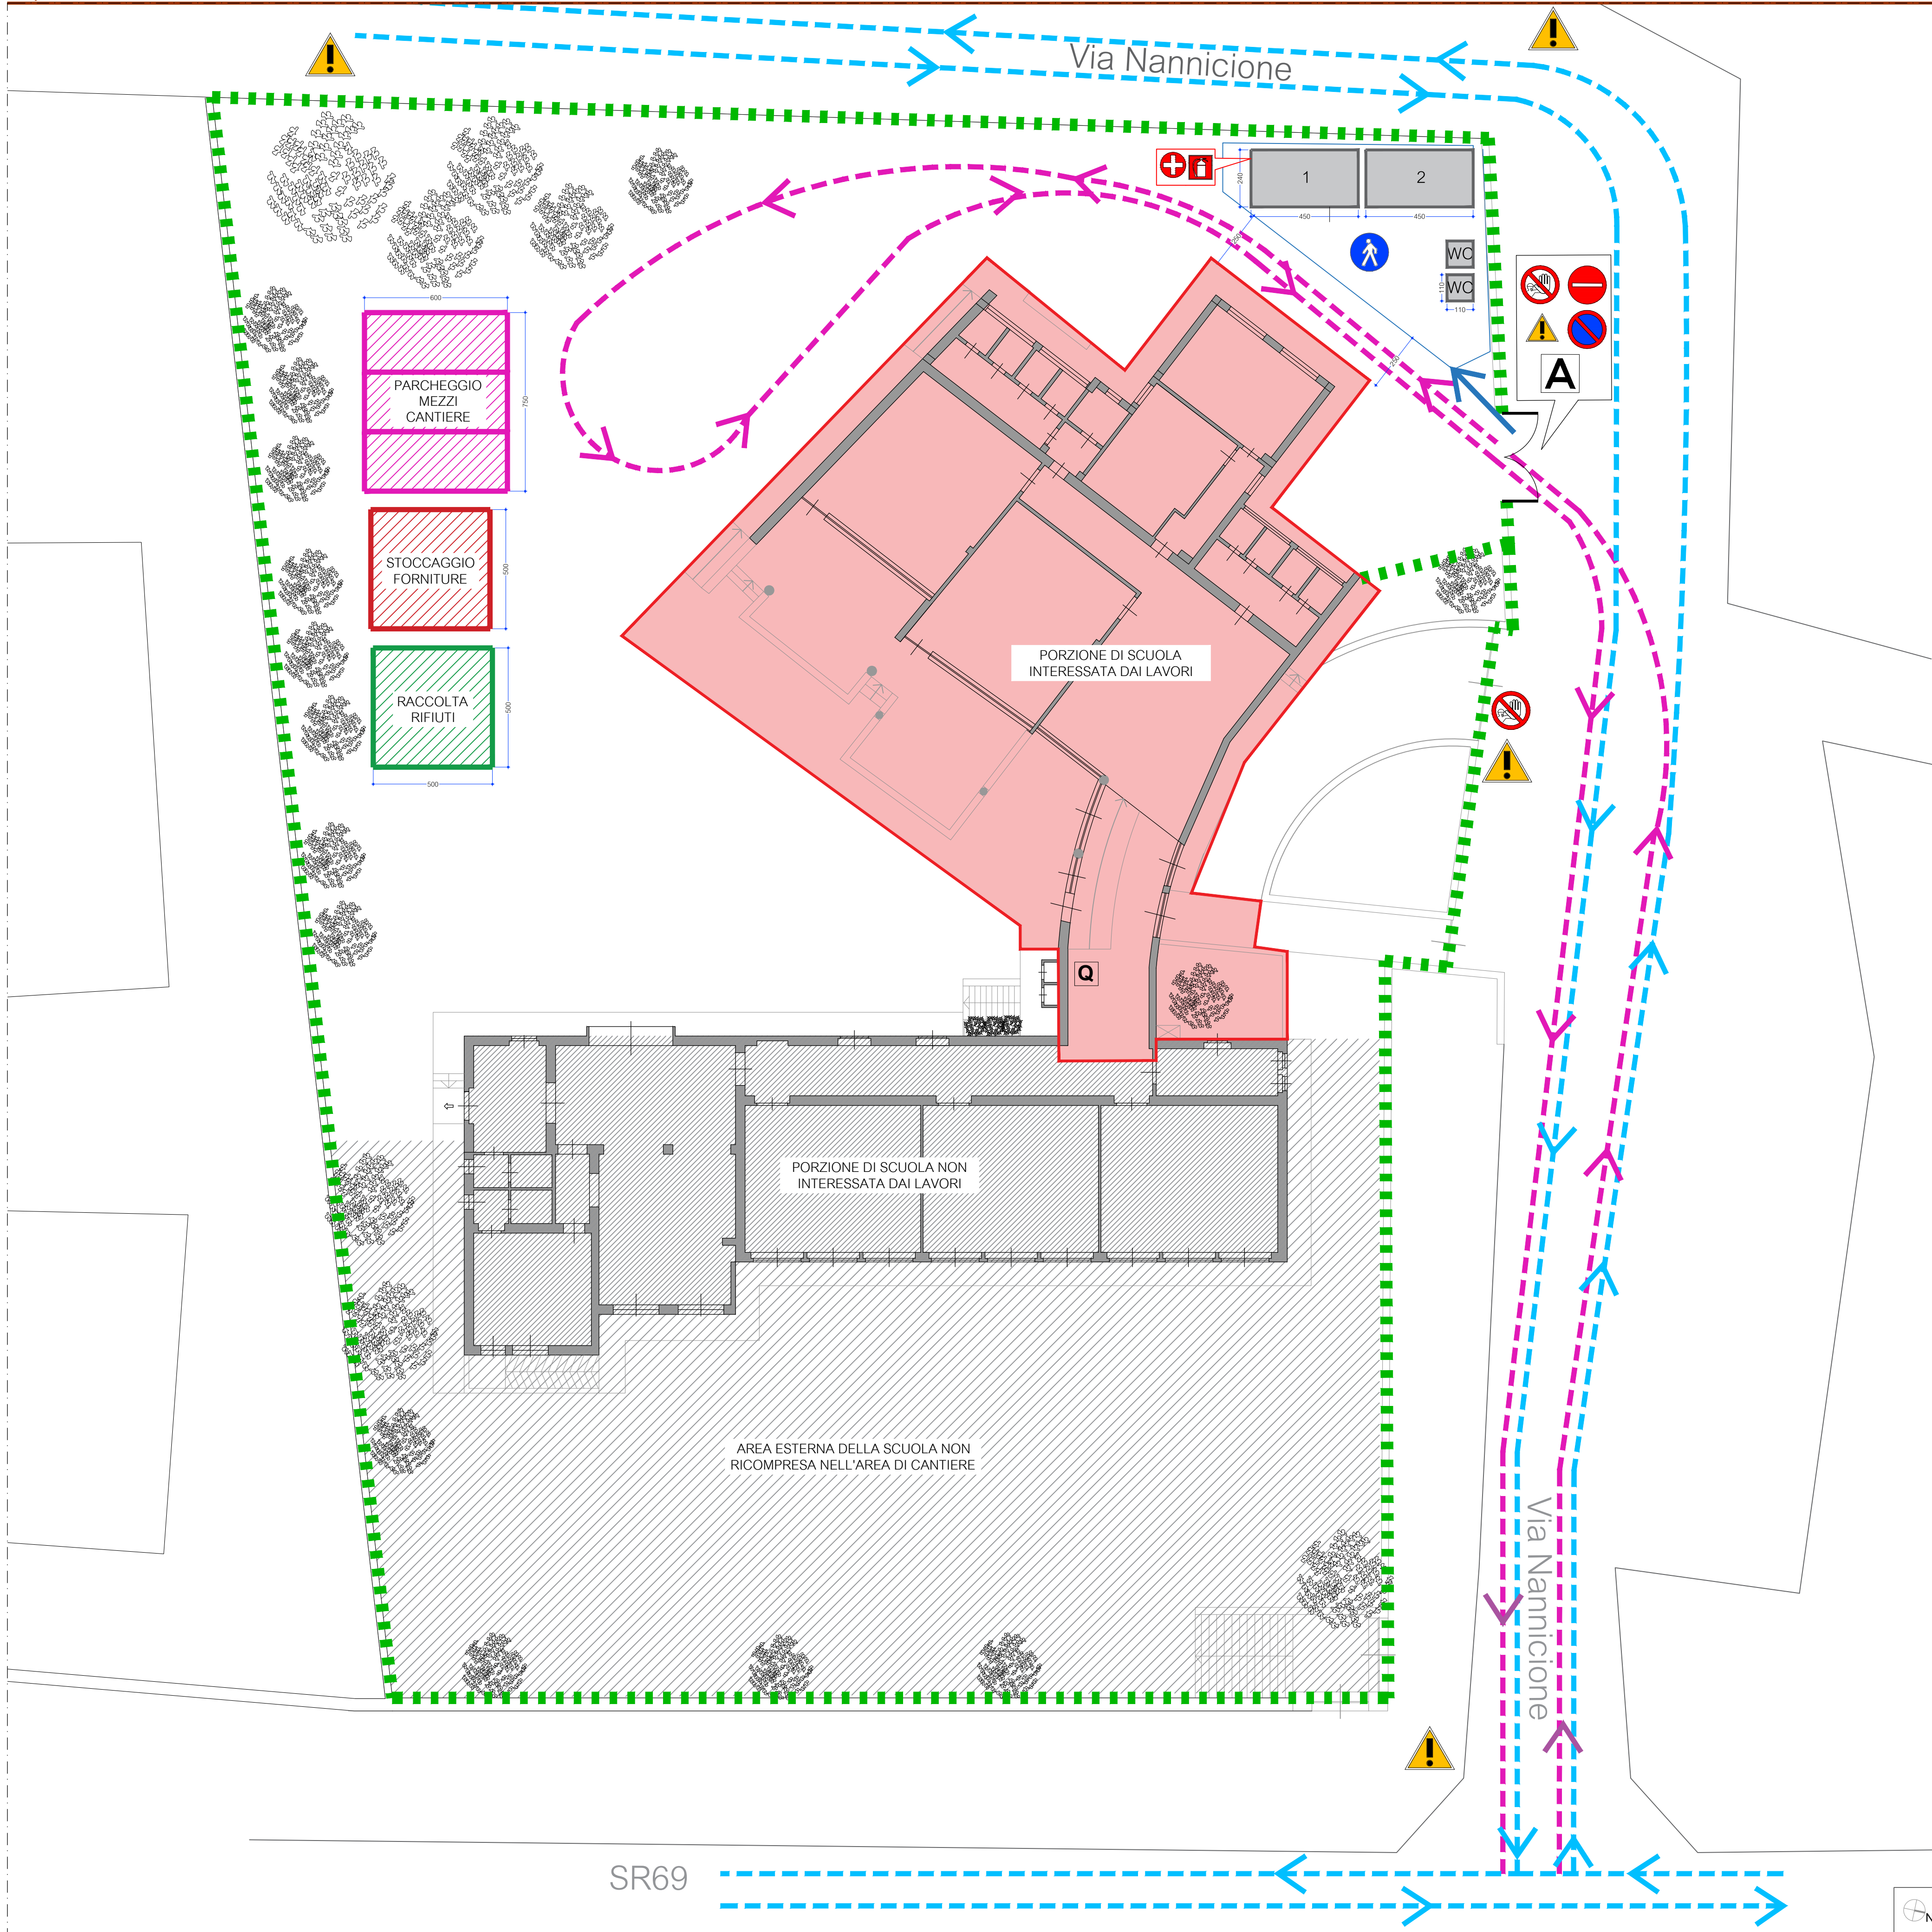 Via Nannicione
240
1
2
450
450
250
WC
WC
110
110
250
A
600
PARCHEGGIO
MEZZI
CANTIERE
750
STOCCAGGIO
FORNITURE
500
PORZIONE DI SCUOLA
INTERESSATA DAI LAVORI
RACCOLTA
RIFIUTI
500
500
Q
PORZIONE DI SCUOLA NON
INTERESSATA DAI LAVORI
AREA ESTERNA DELLA SCUOLA NON
RICOMPRESA NELL'AREA DI CANTIERE
Via Nannicione
SR69
N